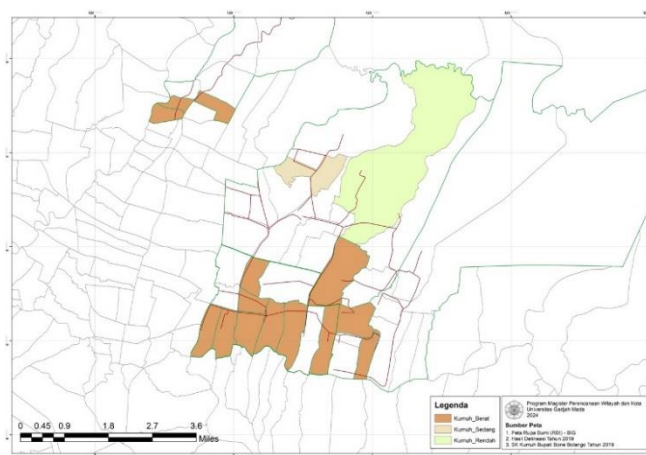 0 0.45 0.9 1.8 2.7 3.6
Miles
Legenda
Kumuh_Berat
Kumuh_Sedang
Kumuh_Rendah
Program Magister Perencanaan Wilayah dan Kota
Universitas Gadjah Mada
2024
Sumber Peta
1. Peta Rupa Bumi (RBI) - BIG
2. Hasil Delineasi Tahun 2019
3. SK Kumuh Bupati Bone Bolango Tahun 2019